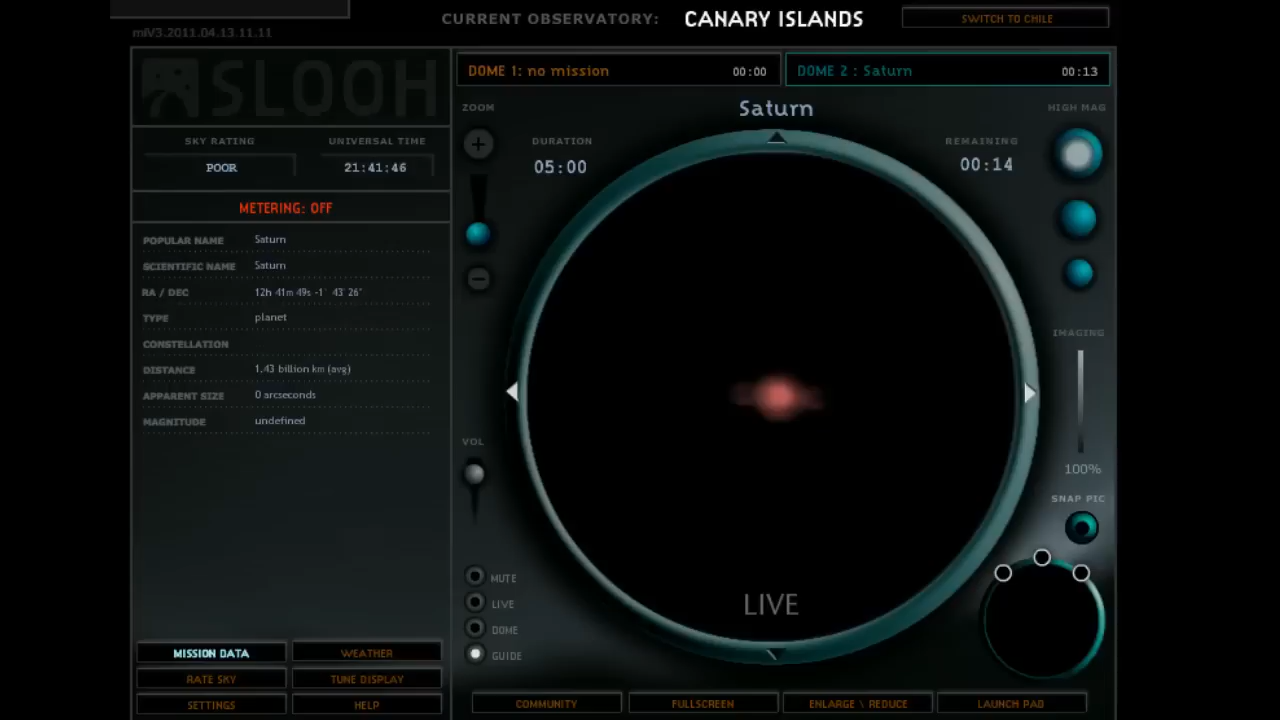 CURRENT OBSERVATORY: CANARY ISLANDS
SWITCH TO CHILE
mlV3.2011.04.13.11.11
SLOOH
DOME 1: no mission 00:00
DOME 2 : Saturn 00:13
ZOOM
Saturn
HIGH MAG
SKY RATING
UNIVERSAL TIME
DURATION
REMAINING
POOR
21:41:46
05:00
00:14
METERING: OFF
POPULAR NAME Saturn
SCIENTIFIC NAME Saturn
RA / DEC 12h 41m 49s -1° 43' 26"
TYPE planet
CONSTELLATION
DISTANCE 1.43 billion km (avg)
APPARENT SIZE 0 arcseconds
MAGNITUDE undefined
IMAGING
VOL
100%
SNAP PIC
MUTE
LIVE
DOME
GUIDE
LIVE
MISSION DATA
WEATHER
RATE SKY
TUNE DISPLAY
SETTINGS
HELP
COMMUNITY
FULLSCREEN
ENLARGE \ REDUCE
LAUNCH PAD